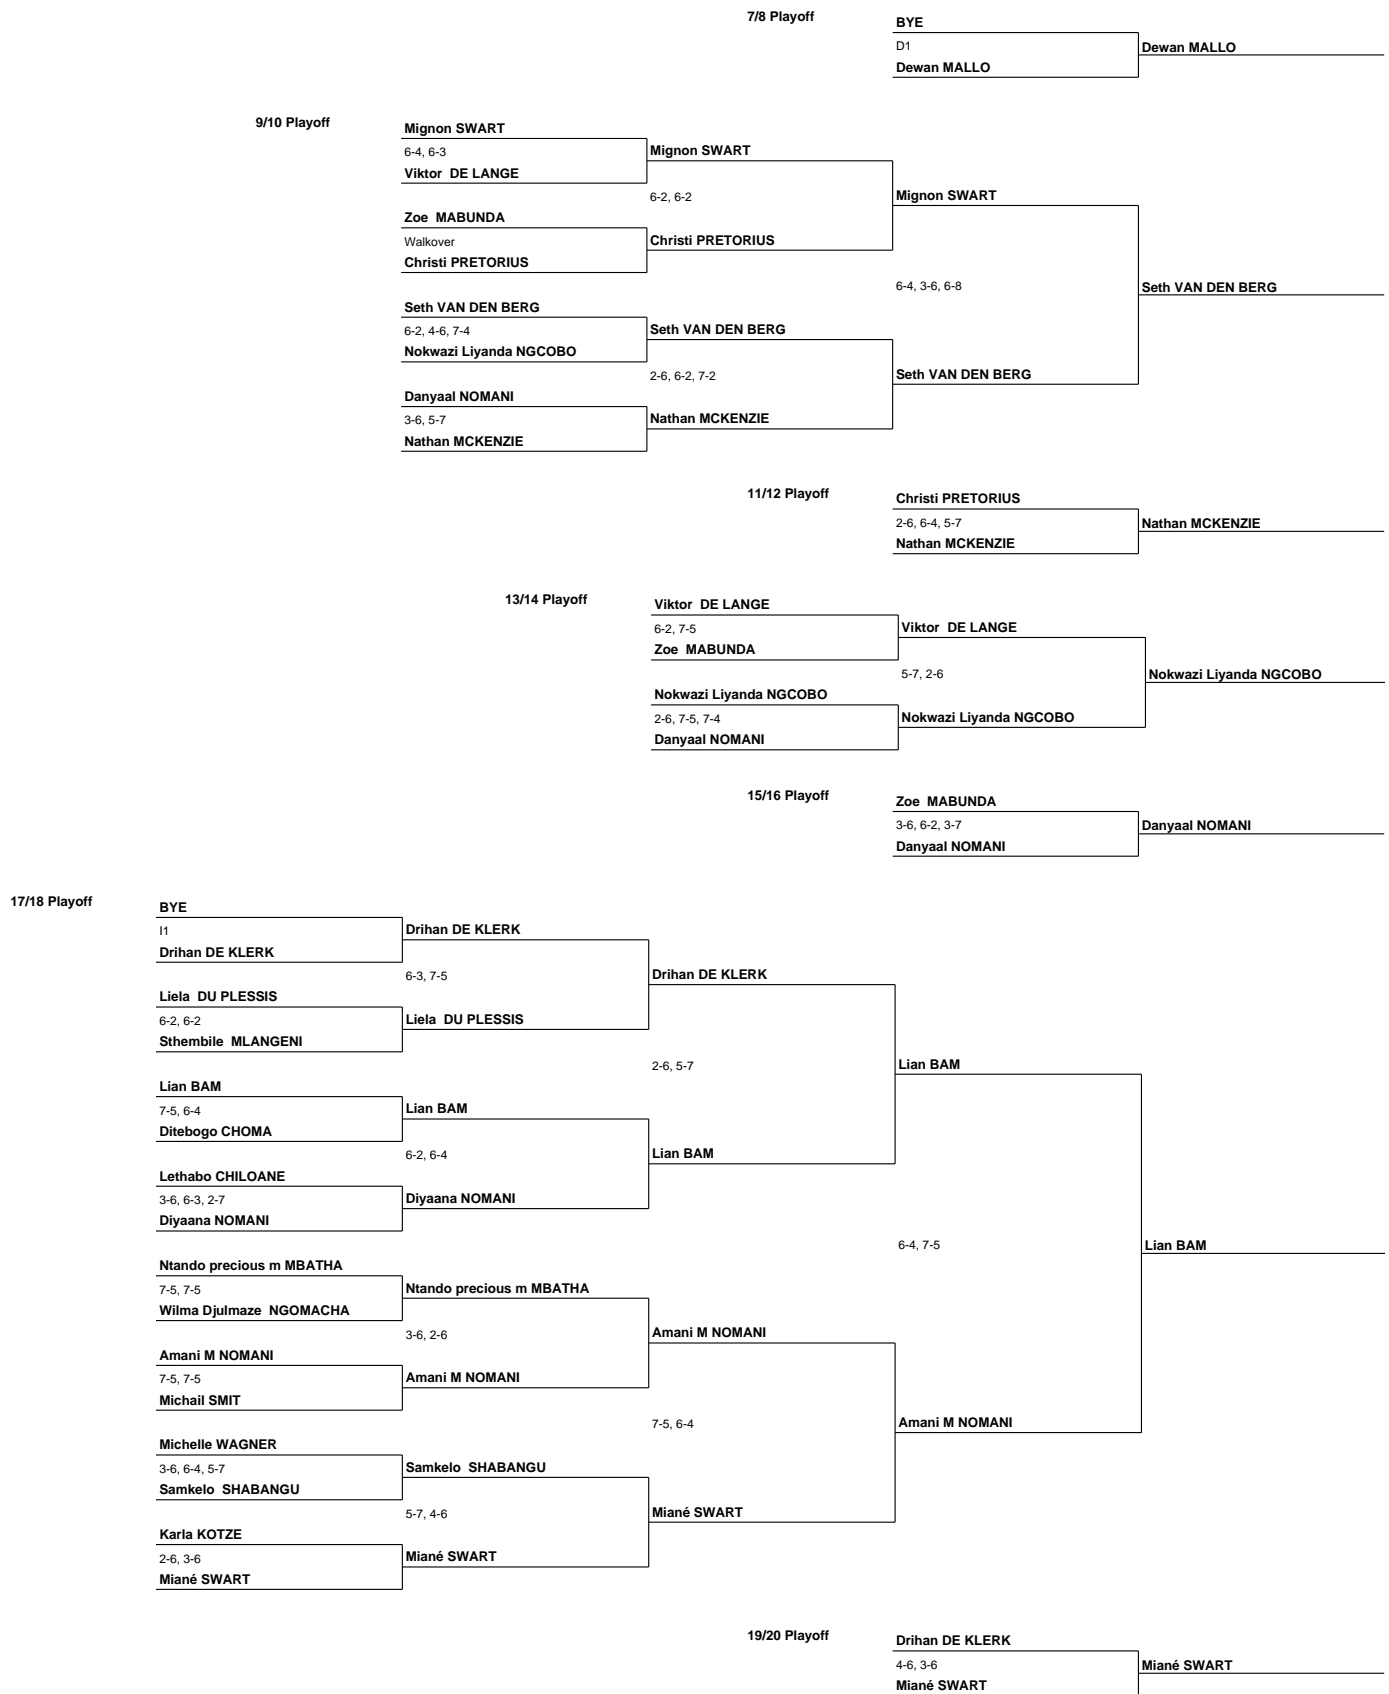 7/8 Playoff
BYE
D1
Dewan MALLO
Dewan MALLO
9/10 Playoff
Mignon SWART
6-4, 6-3
Mignon SWART
Viktor DE LANGE
6-2, 6-2
Mignon SWART
Zoe MABUNDA
Walkover
Christi PRETORIUS
Christi PRETORIUS
6-4, 3-6, 6-8
Seth VAN DEN BERG
Seth VAN DEN BERG
6-2, 4-6, 7-4
Seth VAN DEN BERG
Nokwazi Liyanda NGCOBO
2-6, 6-2, 7-2
Seth VAN DEN BERG
Danyaal NOMANI
3-6, 5-7
Nathan MCKENZIE
Nathan MCKENZIE
11/12 Playoff
Christi PRETORIUS
2-6, 6-4, 5-7
Nathan MCKENZIE
Nathan MCKENZIE
13/14 Playoff
Viktor DE LANGE
6-2, 7-5
Viktor DE LANGE
Zoe MABUNDA
5-7, 2-6
Nokwazi Liyanda NGCOBO
Nokwazi Liyanda NGCOBO
2-6, 7-5, 7-4
Nokwazi Liyanda NGCOBO
Danyaal NOMANI
15/16 Playoff
Zoe MABUNDA
3-6, 6-2, 3-7
Danyaal NOMANI
Danyaal NOMANI
17/18 Playoff
BYE
I1
Drihan DE KLERK
Drihan DE KLERK
6-3, 7-5
Drihan DE KLERK
Liela DU PLESSIS
6-2, 6-2
Liela DU PLESSIS
Sthembile MLANGENI
2-6, 5-7
Lian BAM
Lian BAM
7-5, 6-4
Lian BAM
Ditebogo CHOMA
6-2, 6-4
Lian BAM
Lethabo CHILOANE
3-6, 6-3, 2-7
Diyaana NOMANI
Diyaana NOMANI
6-4, 7-5
Lian BAM
Ntando precious m MBATHA
7-5, 7-5
Ntando precious m MBATHA
Wilma Djulmaze NGOMACHA
3-6, 2-6
Amani M NOMANI
Amani M NOMANI
7-5, 7-5
Amani M NOMANI
Michail SMIT
7-5, 6-4
Amani M NOMANI
Michelle WAGNER
3-6, 6-4, 5-7
Samkelo SHABANGU
Samkelo SHABANGU
5-7, 4-6
Miané SWART
Karla KOTZE
2-6, 3-6
Miané SWART
Miané SWART
19/20 Playoff
Drihan DE KLERK
4-6, 3-6
Miané SWART
Miané SWART